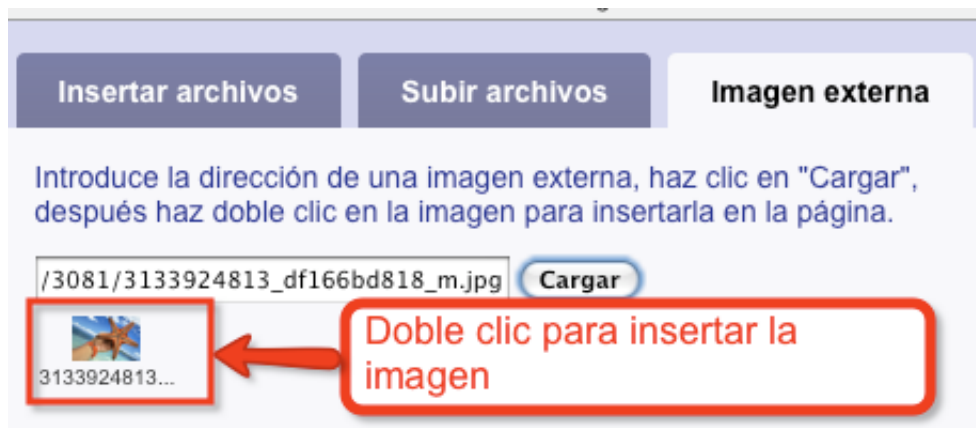 Insertar archivos
Subir archivos
Imagen externa
Introduce la dirección de una imagen externa, haz clic en "Cargar",
después haz doble clic en la imagen para insertarla en la página.
/3081/3133924813_df166bd818_m.jpg
Cargar
Doble clic para insertar la
imagen
3133924813...